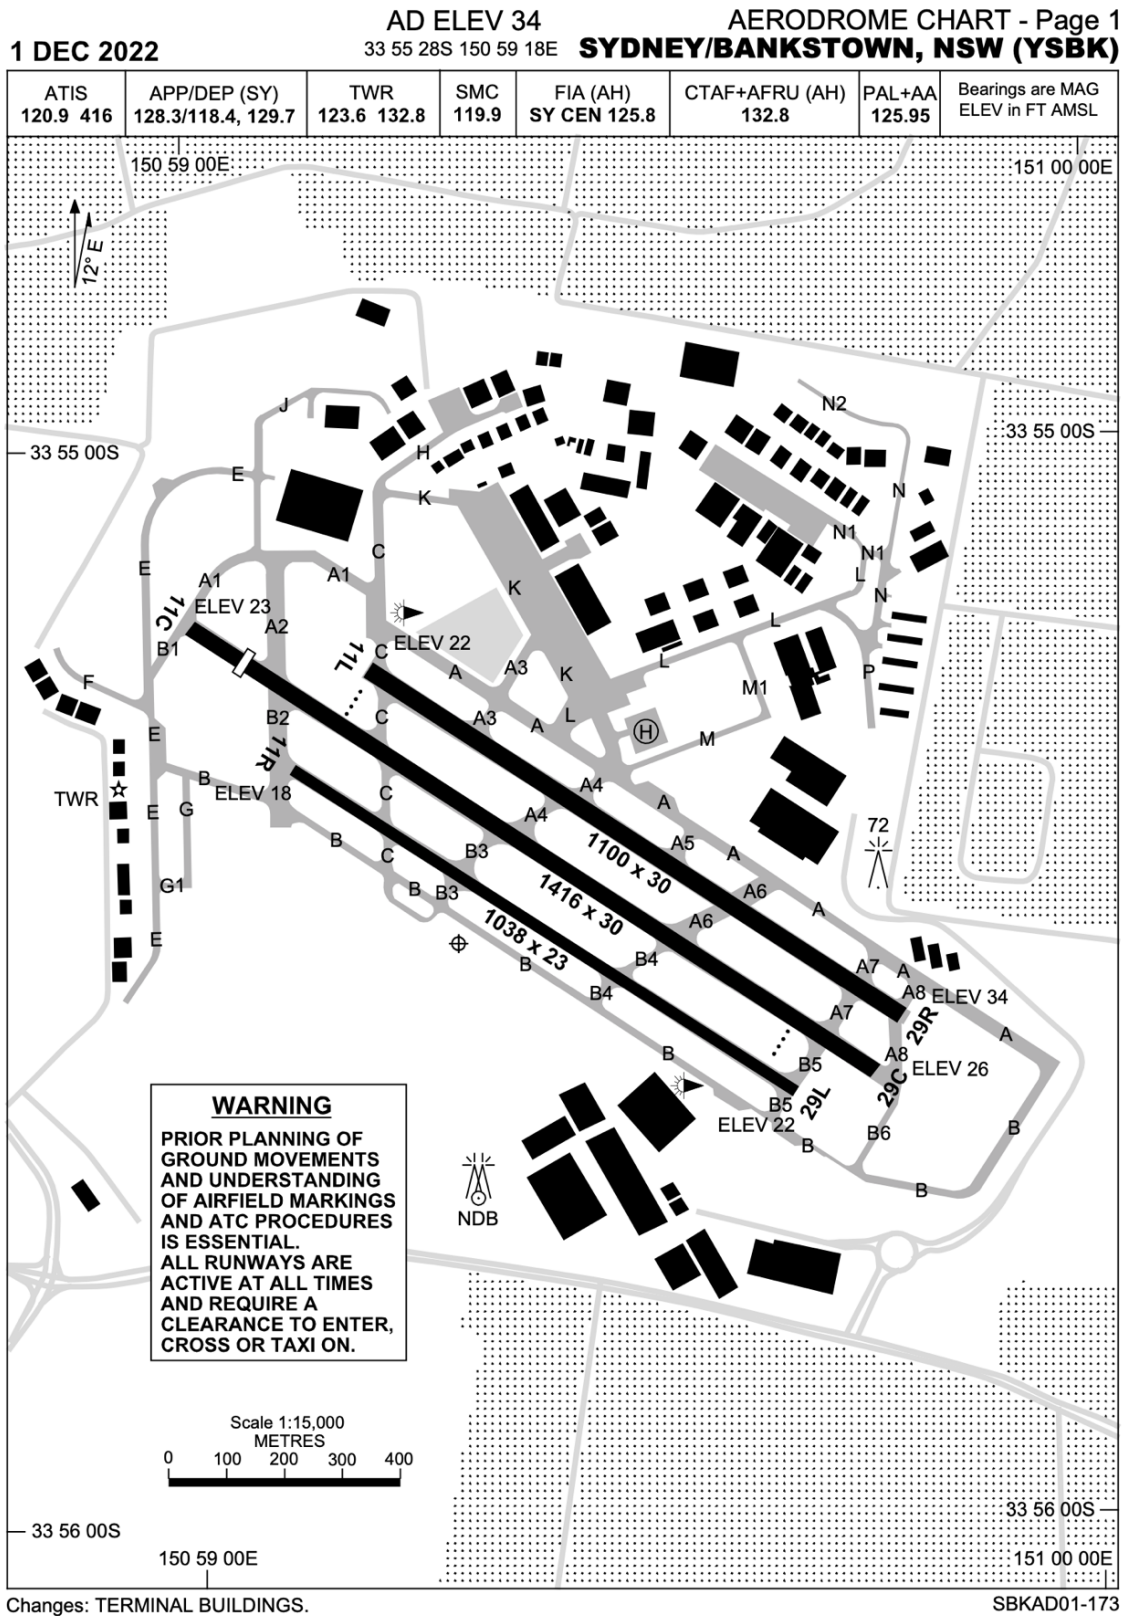 AD ELEV 34
AERODROME CHART - Page 1
1 DEC 2022
33 55 28S 150 59 18E
SYDNEY/BANKSTOWN, NSW (YSBK)
ATIS
120.9 416
APP/DEP (SY)
128.3/118.4, 129.7
TWR
123.6 132.8
SMC
119.9
FIA (AH)
SY CEN 125.8
CTAF+AFRU (AH)
132.8
PAL+AA
125.95
Bearings are MAG
ELEV in FT AMSL
150 59 00E
151 00 00E
12° E
N2
J
33 55 00S
33 55 00S
H
E
K
N
N1
C
N1
E
A1
A1
L
K
N
11C
ELEV 23
A2
L
B1
ELEV 22
11L
C
A
A3
K
L
P
F
M1
B2
C
A3
A
L
H
M
E
11R
B
ELEV 18
TWR
C
A4
A
E
G
A4
72
B
C
B3
A5
A
1100 x 30
G1
B
B3
1416 x 30
A6
A6
A
E
1038 x 23
B
B4
A7
A
B4
A8
ELEV 34
A7
29R
A
B
B5
A8
ELEV 26
29C
B5
29L
ELEV 22
B
B6
B
B
WARNING
PRIOR PLANNING OF
GROUND MOVEMENTS
AND UNDERSTANDING
OF AIRFIELD MARKINGS
AND ATC PROCEDURES
IS ESSENTIAL.
ALL RUNWAYS ARE
ACTIVE AT ALL TIMES
AND REQUIRE A
CLEARANCE TO ENTER,
CROSS OR TAXI ON.
NDB
Scale 1:15,000
METRES
0 100 200 300 400
33 56 00S
33 56 00S
150 59 00E
151 00 00E
Changes: TERMINAL BUILDINGS.
SBKAD01-173